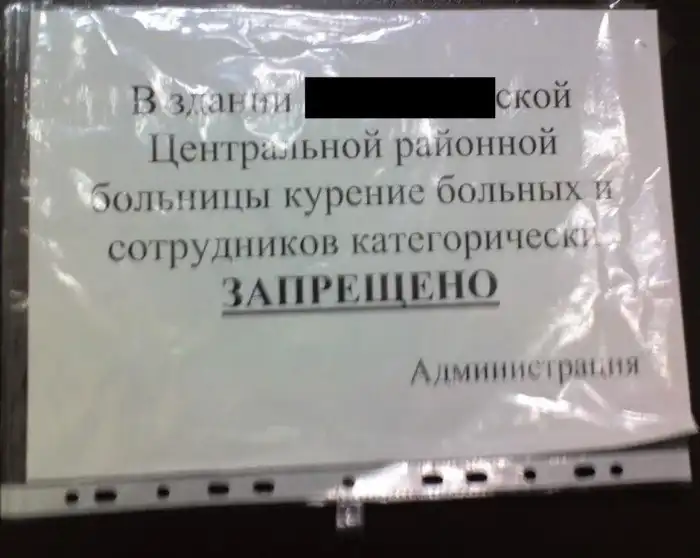 В здании ской
Центральной районной
больницы курение больных и
сотрудников категорически
ЗАПРЕЩЕНО
Администрация